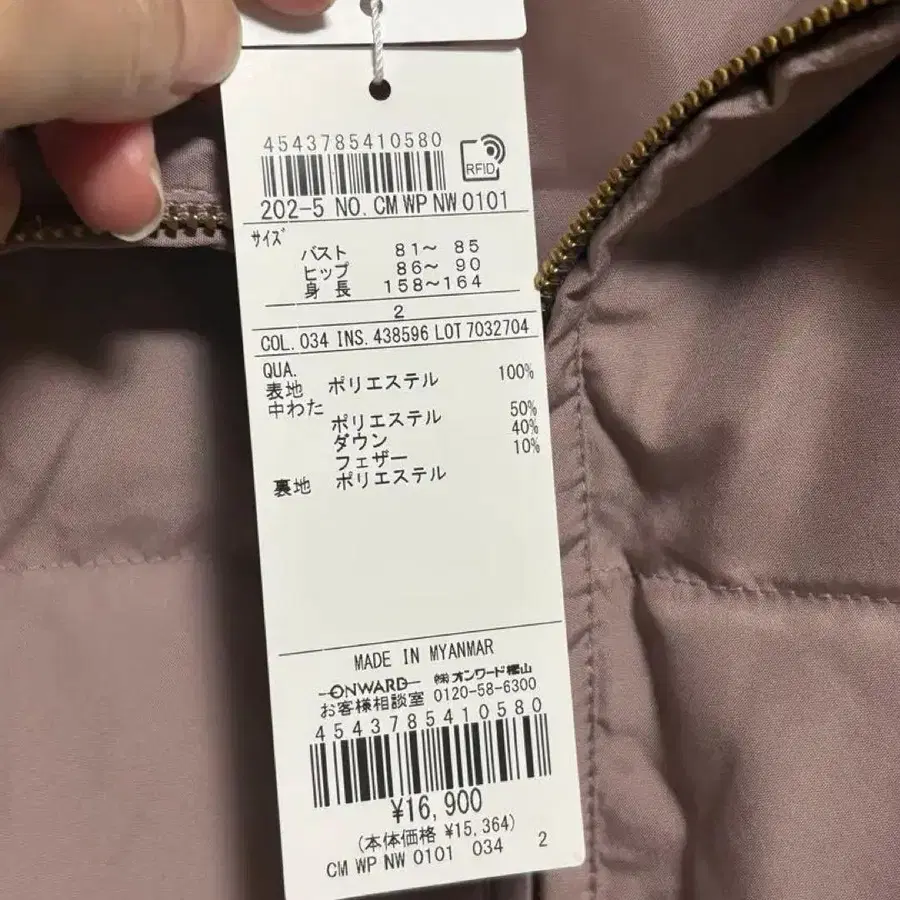 4543785410580
RFID
202-5 NO. CM WP NW 0101
サイズ
バスト 81〜 85
ヒップ 86〜 90
身長 158〜164
2
COL. 034 INS. 438596 LOT 7032704
QUA.
表地 ポリエステル 100%
中わた
ポリエステル 50%
ダウン 40%
フェザー 10%
裏地 ポリエステル
MADE IN MYANMAR
ONWARD ㈱オンワード樫山
お客様相談室 0120-58-6300
4543785410580
¥16,900
(本体価格 ¥15,364)
CM WP NW 0101 034 2